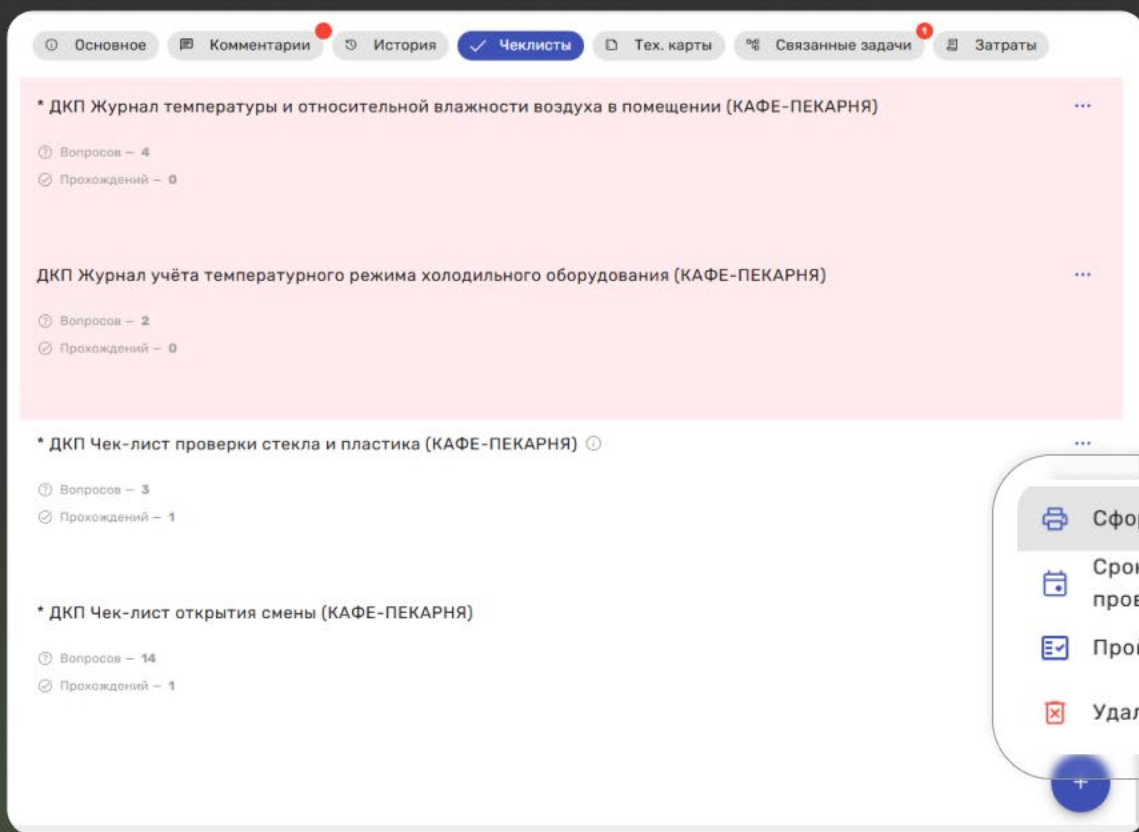 Основное Комментарии История Чеклисты Тех. карты Связанные задачи 1 Затраты
* ДКП Журнал температуры и относительной влажности воздуха в помещении (КАФЕ-ПЕКАРНЯ)
Вопросов – 4
Прохождений – 0
ДКП Журнал учёта температурного режима холодильного оборудования (КАФЕ-ПЕКАРНЯ)
Вопросов – 2
Прохождений – 0
* ДКП Чек-лист проверки стекла и пластика (КАФЕ-ПЕКАРНЯ)
Вопросов – 3
Прохождений – 1
* ДКП Чек-лист открытия смены (КАФЕ-ПЕКАРНЯ)
Вопросов – 14
Прохождений – 1